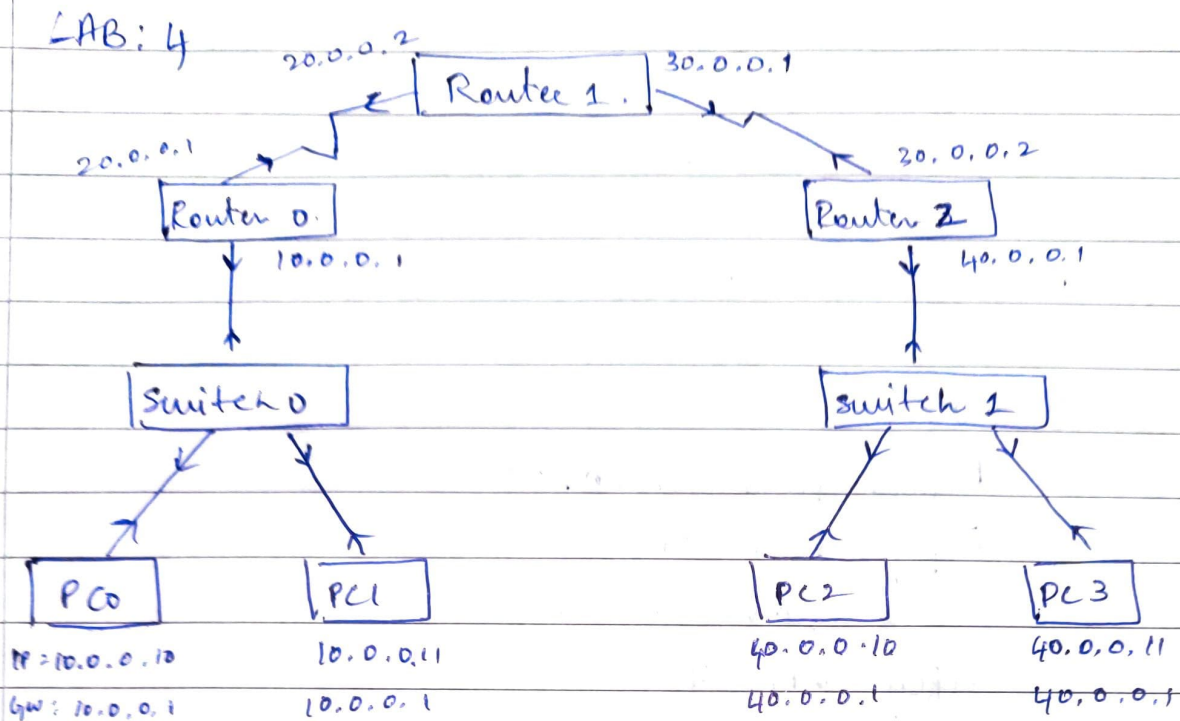 LAB: 4
20.0.0.2
Router 1.
30.0.0.1
20.0.0.1
30.0.0.2
Router 0.
Router 2
10.0.0.1
40.0.0.1
Switch 0
switch 1
PC0
PC1
PC2
PC3
IP = 10.0.0.10
10.0.0.11
40.0.0.10
40.0.0.11
GW: 10.0.0.1
10.0.0.1
40.0.0.1
40.0.0.1